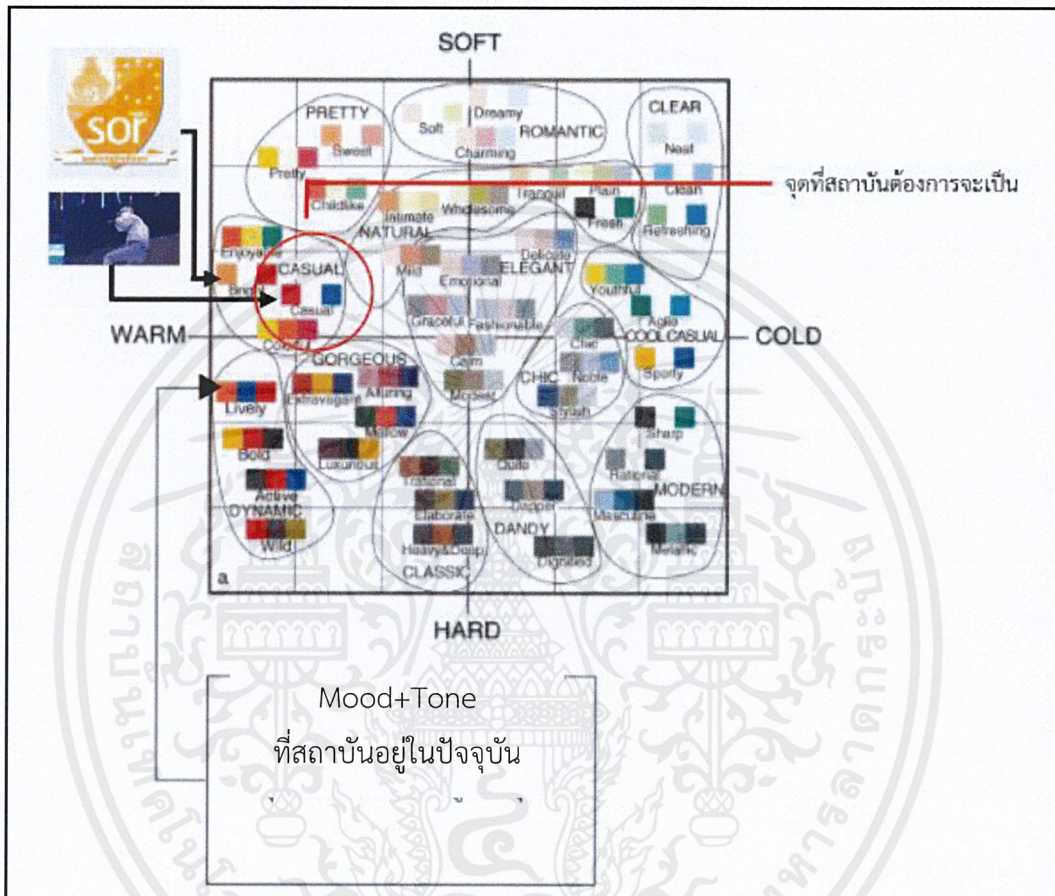 SOFT
sor
PRETTY
Sweet
Pretty
Childlike
Dreamy
Soft
ROMANTIC
Charming
CLEAR
Neat
Clean
Refreshing
จุดที่สถาบันต้องการจะเป็น
Tranquil
Plain
Intimate
Wholesome
Fresh
NATURAL
Enjoyable
CASUAL
Casual
Mild
Delicate
ELEGANT
Emotional
Graceful
Fashionable
Calm
Modest
Youthful
Agile
COOL CASUAL
Sporty
WARM
COLD
Chic
CHIC
Noble
Stylish
GORGEOUS
Extravagant
Alluring
Mellow
Luxurious
Lively
Bold
Active
DYNAMIC
Wild
Elaborate
Heavy&Deep
CLASSIC
Dapper
DANDY
Dignified
Sharp
Rational
MODERN
Masculine
Metallic
a
HARD
Mood+Tone
ที่สถาบันอยู่ในปัจจุบัน